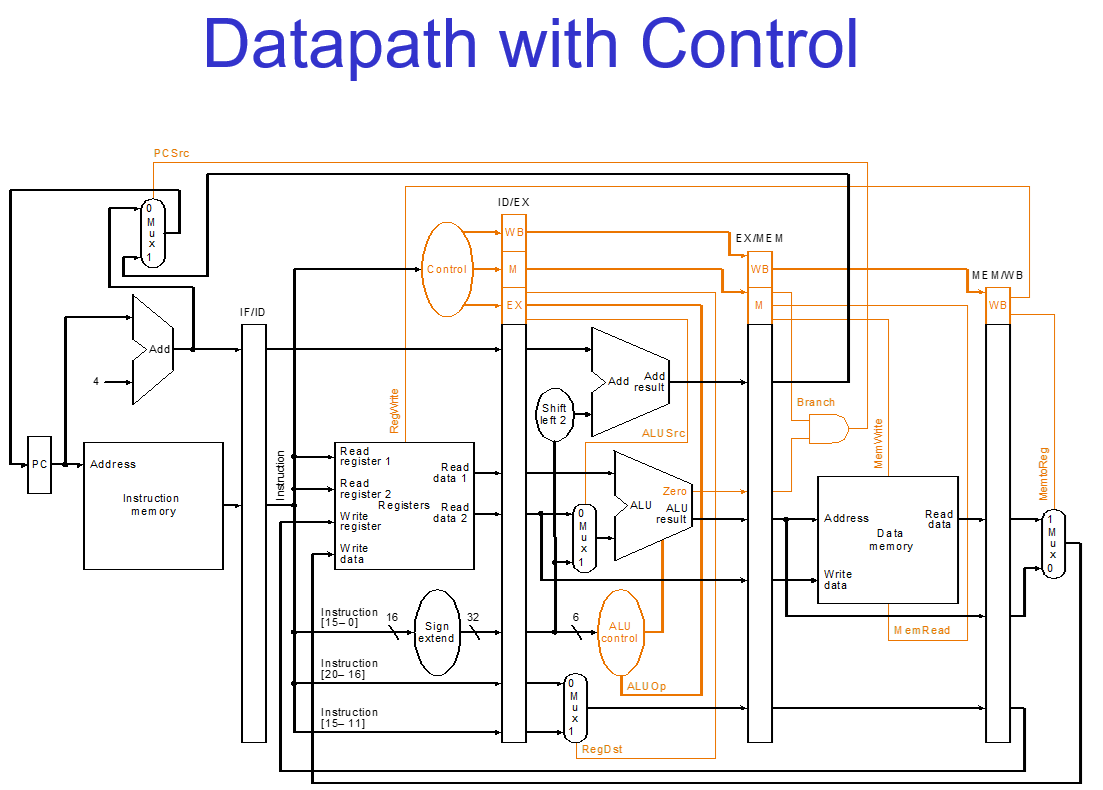 Datapath with Control
PCSrc
ID/EX
0
M
u
x
1
WB
EX/MEM
Control
M
WB
MEM/WB
EX
M
WB
IF/ID
Add
4
Add
Add
result
RegWrite
Shift
left 2
Branch
ALUSrc
MemWrite
PC
Address
Instruction
memory
Instruction
Read
register 1
Read
register 2
Write
register
Write
data
Registers
Read
data 1
Read
data 2
0
M
u
x
1
Zero
ALU
ALU
result
Address
Read
data
Data
memory
Write
data
MemtoReg
1
M
u
x
0
Instruction
[15–0]
16
Sign
extend
32
6
ALU
control
MemRead
Instruction
[20–16]
ALUOp
0
M
u
x
1
Instruction
[15–11]
RegDst